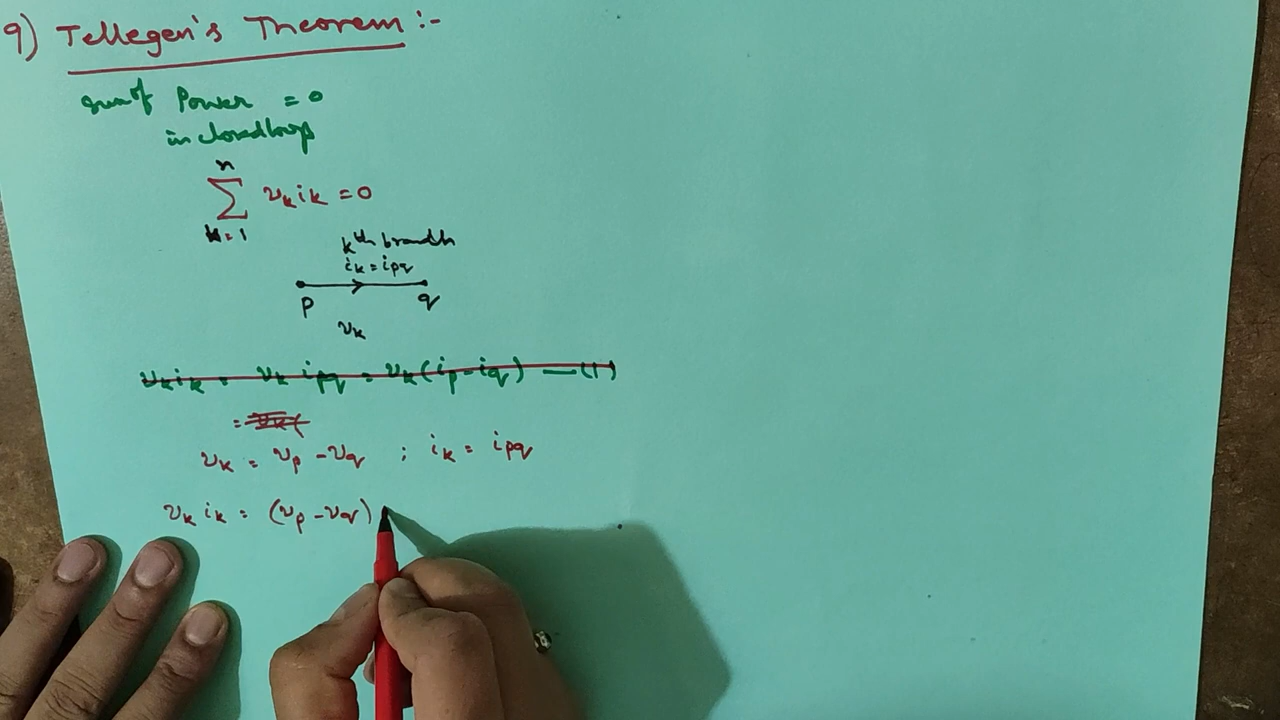 9) Tellegen's Theorem :-
sum of Power = 0
in closed loop
n
∑ vₖ iₖ = 0
k=1
kth branch
iₖ = ipq
p q
vₖ
vₖ iₖ = vₖ ipq = vₖ (ip - iq) — (1)
= vₖ (
vₖ = vp - vq ; iₖ = ipq
vₖ iₖ = (vp - vq)